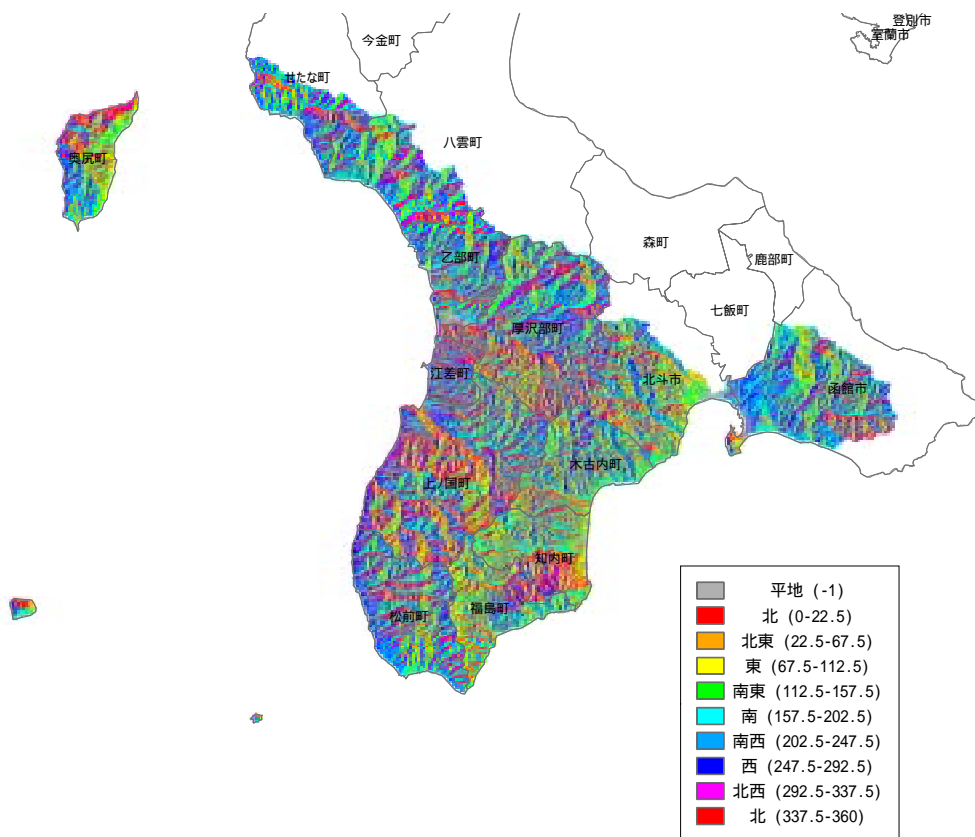 登別市
室蘭市
今金町
せたな町
八雲町
奥尻町
森町
乙部町
鹿部町
七飯町
厚沢部町
江差町
北斗市
函館市
木古内町
上ノ国町
知内町
福島町
松前町
平地 (-1)
北 (0-22.5)
北東 (22.5-67.5)
東 (67.5-112.5)
南東 (112.5-157.5)
南 (157.5-202.5)
南西 (202.5-247.5)
西 (247.5-292.5)
北西 (292.5-337.5)
北 (337.5-360)